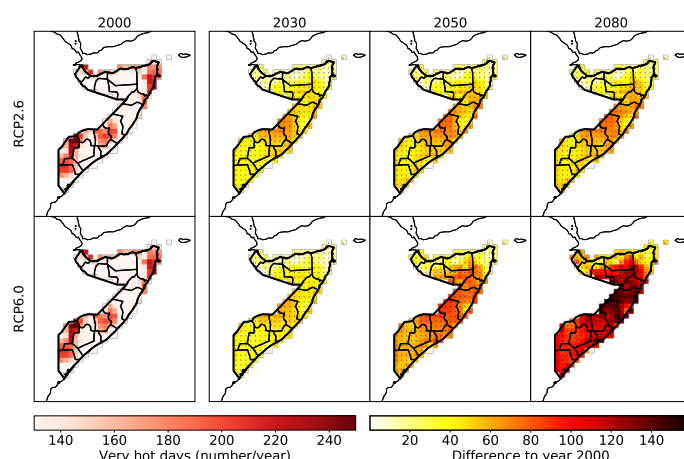 2000 2030 2050 2080
RCP2.6
RCP6.0
140 160 180 200 220 240 20 40 60 80 100 120 140
Very hot days (number/year) Difference to year 2000